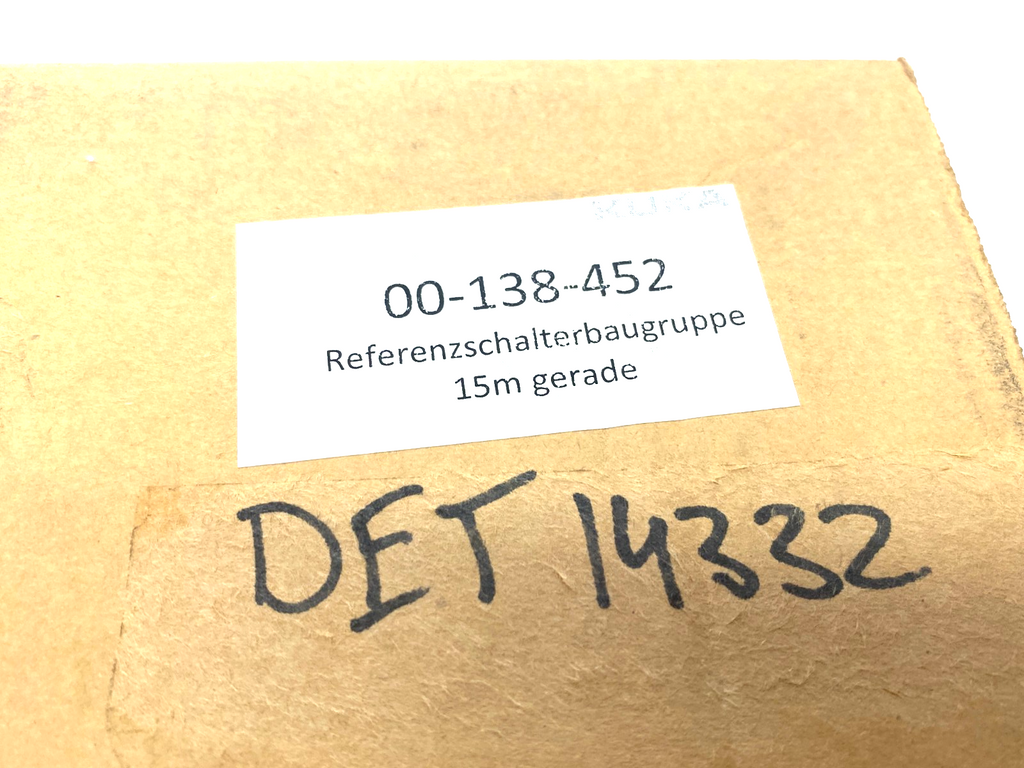 00-138-452
Referenzschalterbaugruppe
15m gerade
DET 14332